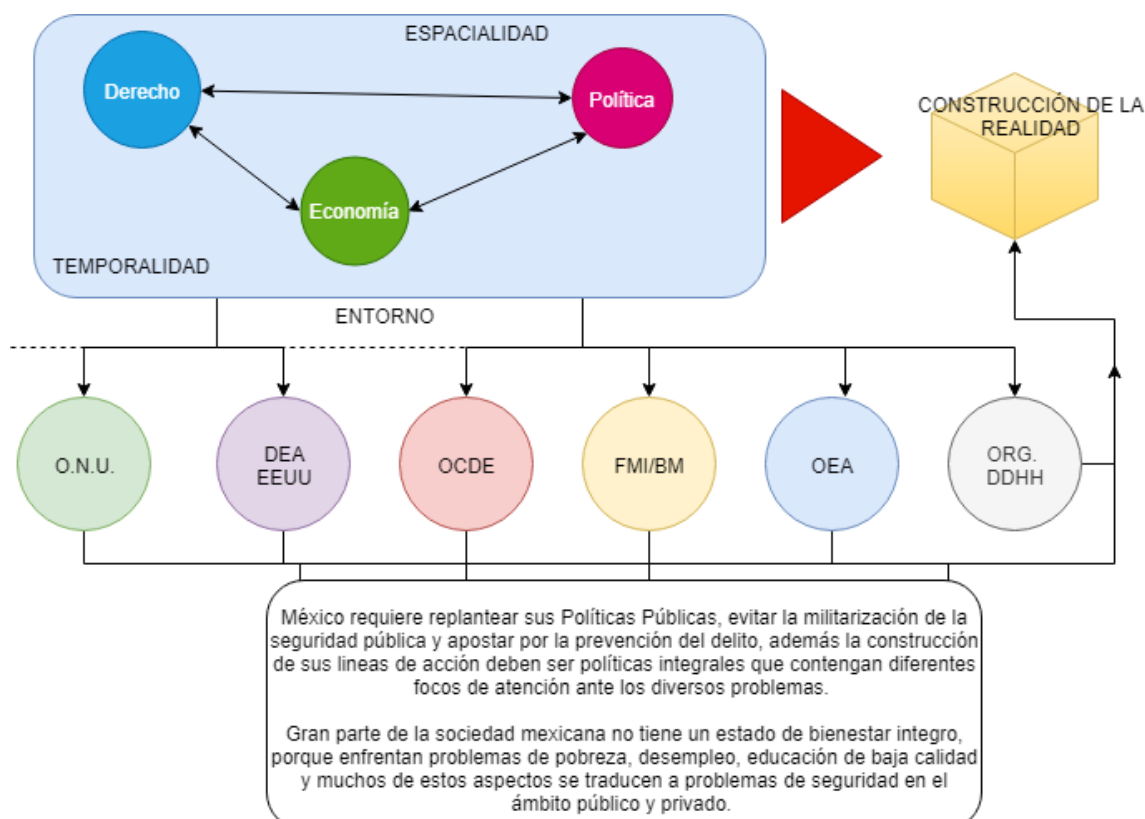 ESPACIALIDAD
Derecho
Política
Economía
TEMPORALIDAD
CONSTRUCCIÓN DE LA
REALIDAD
ENTORNO
O.N.U.
DEA
EEUU
OCDE
FMI/BM
OEA
ORG.
DDHH
México requiere replantear sus Políticas Públicas, evitar la militarización de la
seguridad pública y apostar por la prevención del delito, además la construcción
de sus lineas de acción deben ser políticas integrales que contengan diferentes
focos de atención ante los diversos problemas.
Gran parte de la sociedad mexicana no tiene un estado de bienestar integro,
porque enfrentan problemas de pobreza, desempleo, educación de baja calidad
y muchos de estos aspectos se traducen a problemas de seguridad en el
ámbito público y privado.